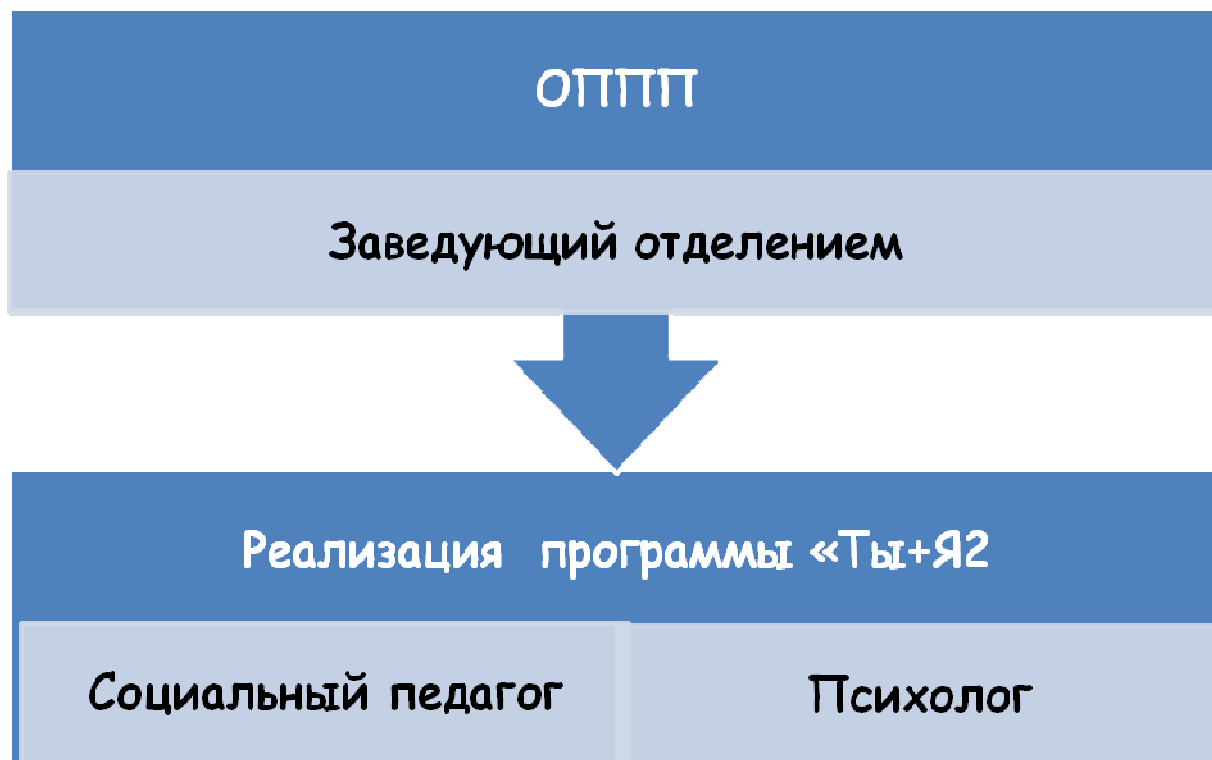 ОППП
Заведующий отделением
Реализация программы «Ты+Я2
Социальный педагог
Психолог